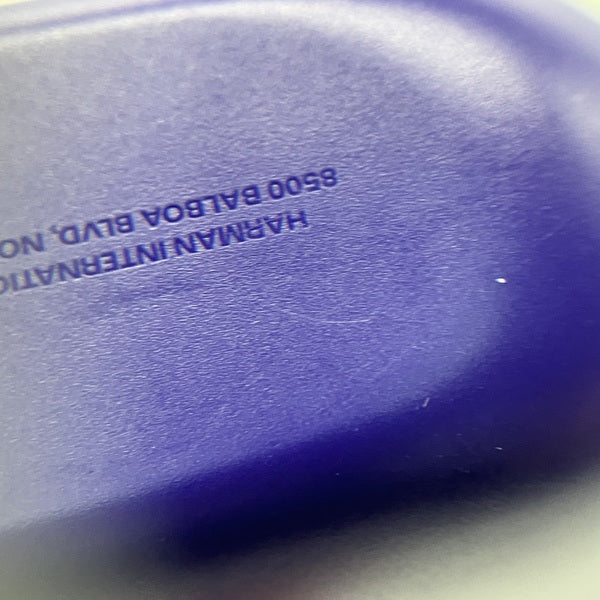 HARMAN INTERNATIO
8500 BALBOA BLVD, NO